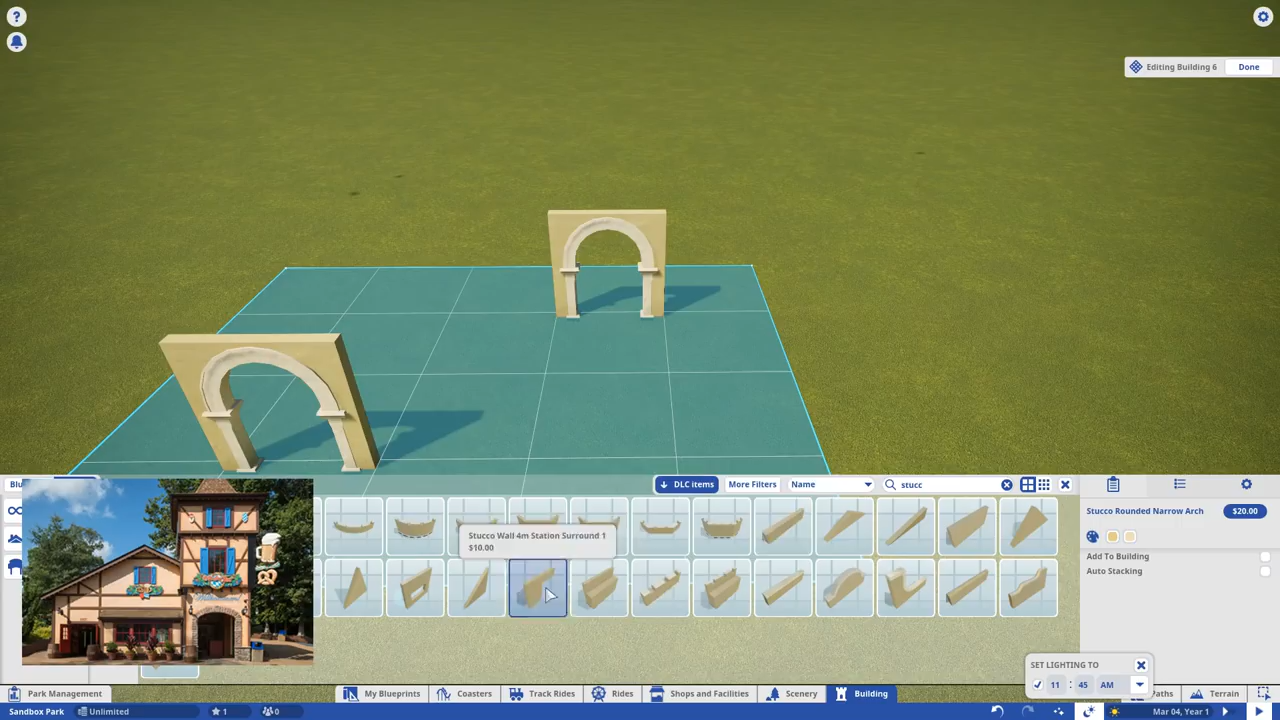 ?
Editing Building 6
Done
Blu
DLC items
More Filters
Name
stucc
Stucco Wall 4m Station Surround 1
$10.00
Stucco Rounded Narrow Arch
$20.00
Add To Building
Auto Stacking
SET LIGHTING TO
11 : 45 AM
Park Management
My Blueprints
Coasters
Track Rides
Rides
Shops and Facilities
Scenery
Building
Paths
Terrain
Sandbox Park
Unlimited
1
0
Mar 04, Year 1